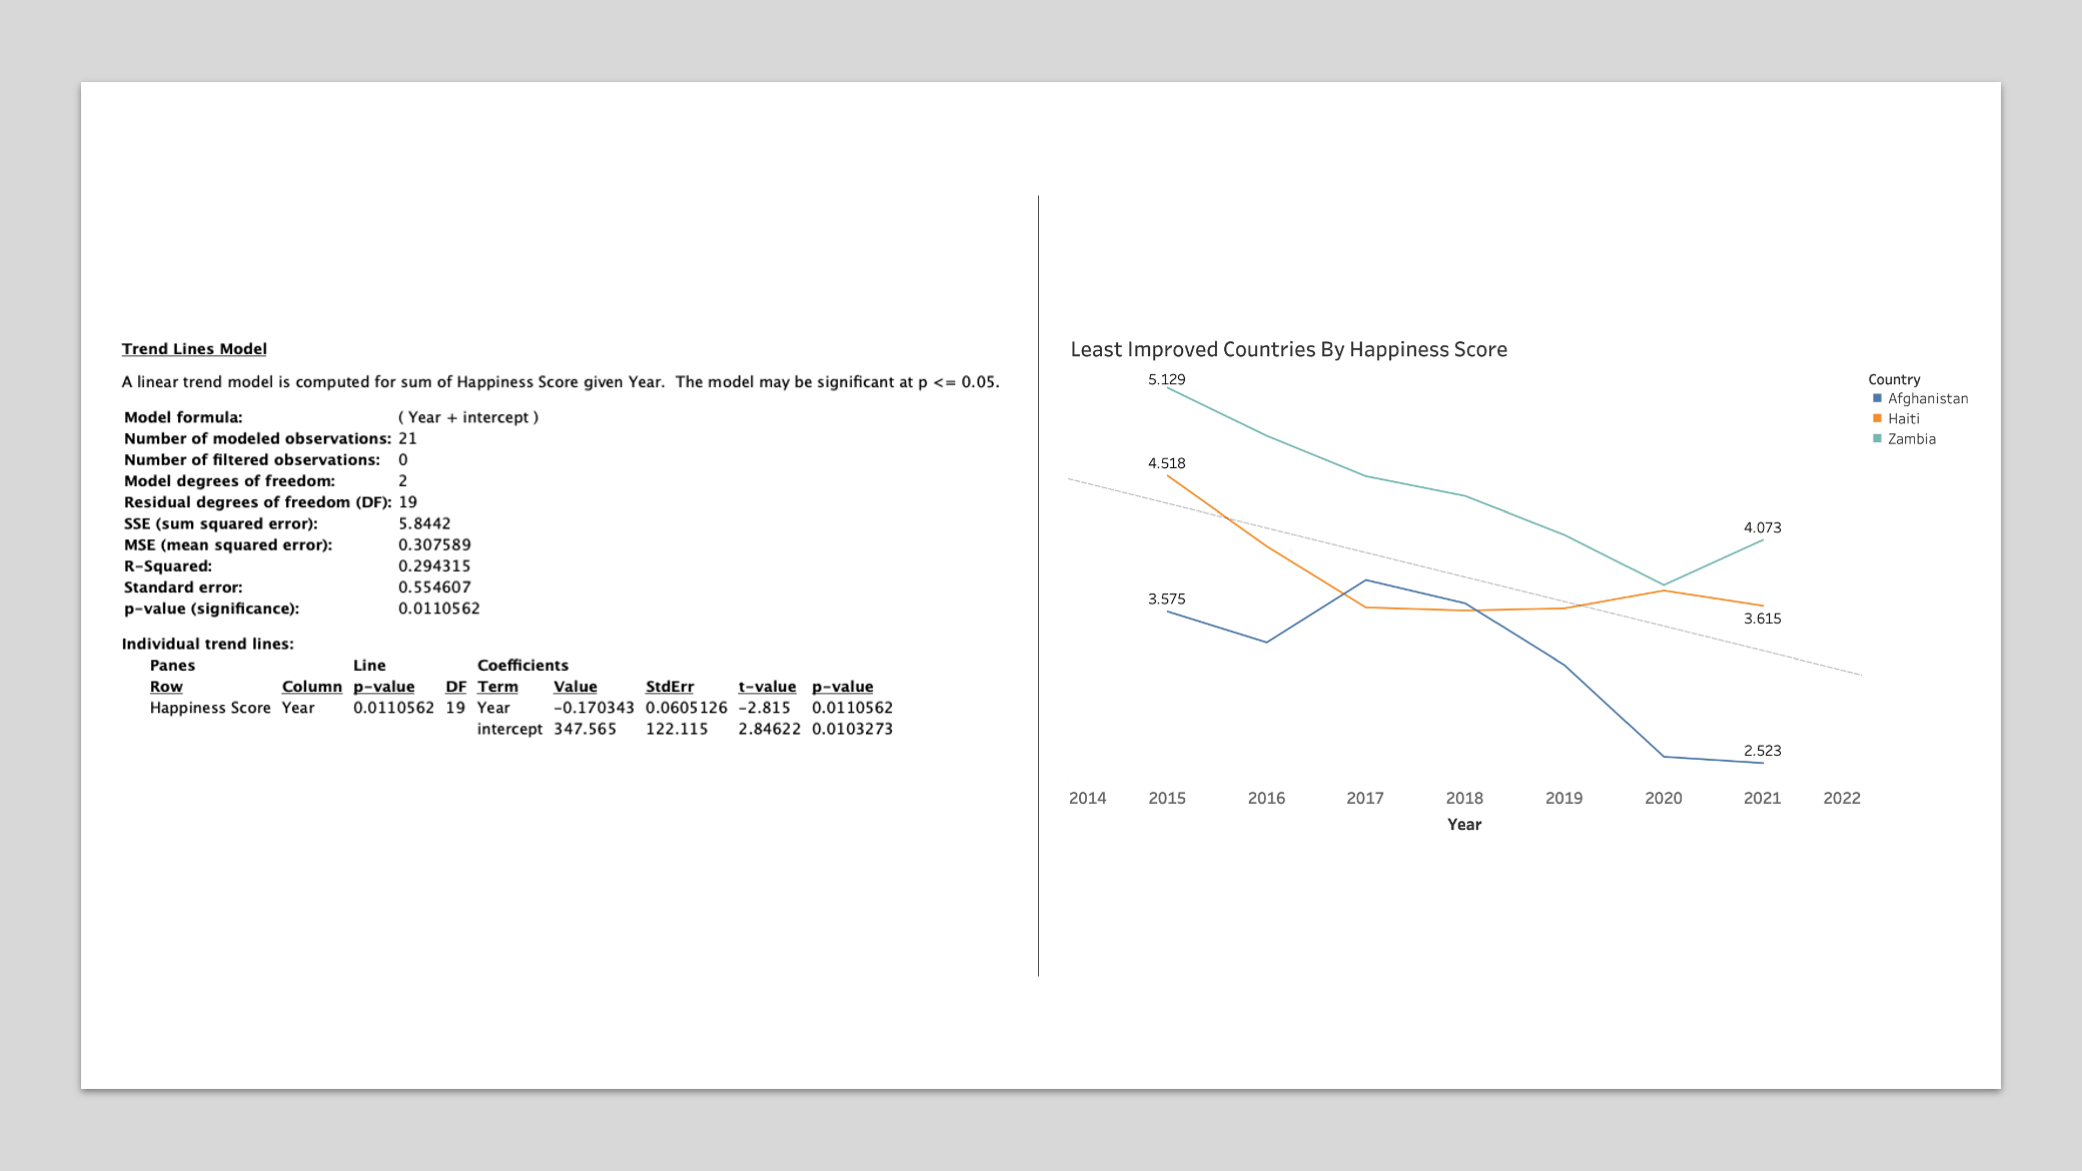 Trend Lines Model
A linear trend model is computed for sum of Happiness Score given Year.  The model may be significant at p <= 0.05.
Model formula: ( Year + intercept )
Number of modeled observations: 21
Number of filtered observations: 0
Model degrees of freedom: 2
Residual degrees of freedom (DF): 19
SSE (sum squared error): 5.8442
MSE (mean squared error): 0.307589
R-Squared: 0.294315
Standard error: 0.554607
p-value (significance): 0.0110562
Individual trend lines:
Panes Line Coefficients
Row Column p-value DF Term Value StdErr t-value p-value
Happiness Score Year 0.0110562 19 Year -0.170343 0.0605126 -2.815 0.0110562
intercept 347.565 122.115 2.84622 0.0103273
Least Improved Countries By Happiness Score
5.129
4.518
3.575
4.073
3.615
2.523
2014 2015 2016 2017 2018 2019 2020 2021 2022
Year
Country
Afghanistan
Haiti
Zambia